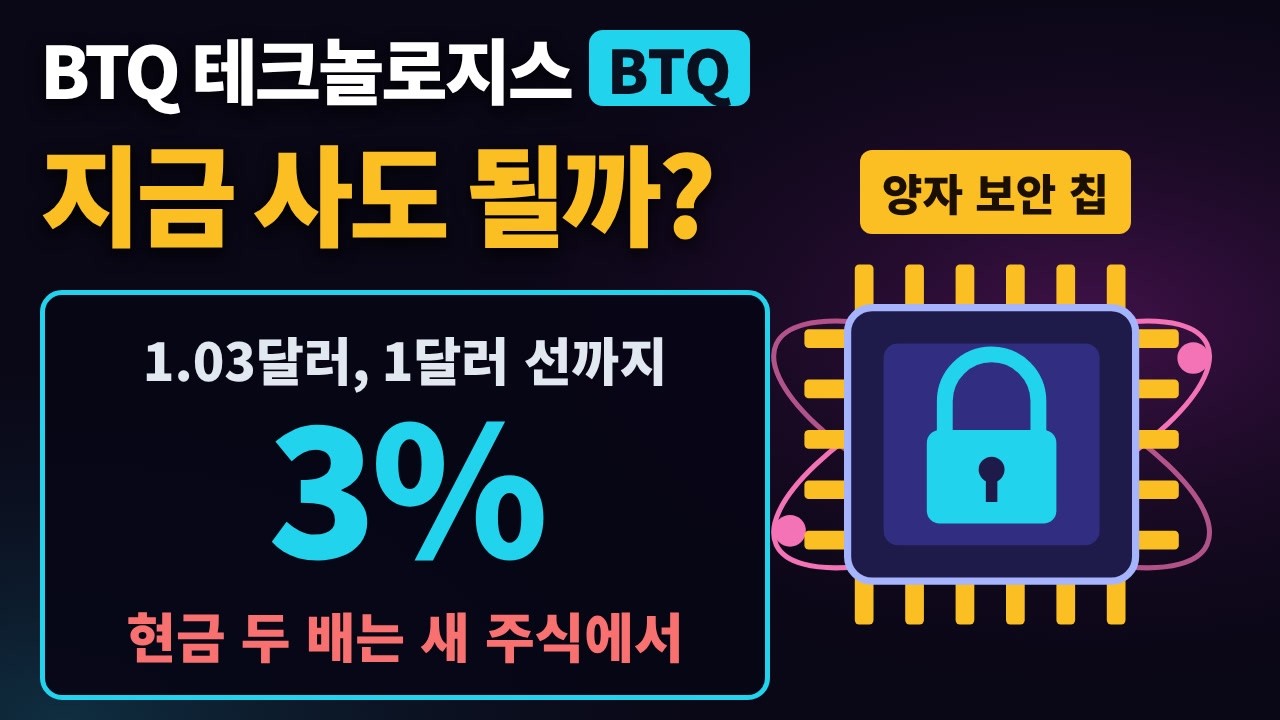 BTQ 테크놀로지스 BTQ
지금 사도 될까?
양자 보안 칩
1.03달러, 1달러 선까지
3%
현금 두 배는 새 주식에서